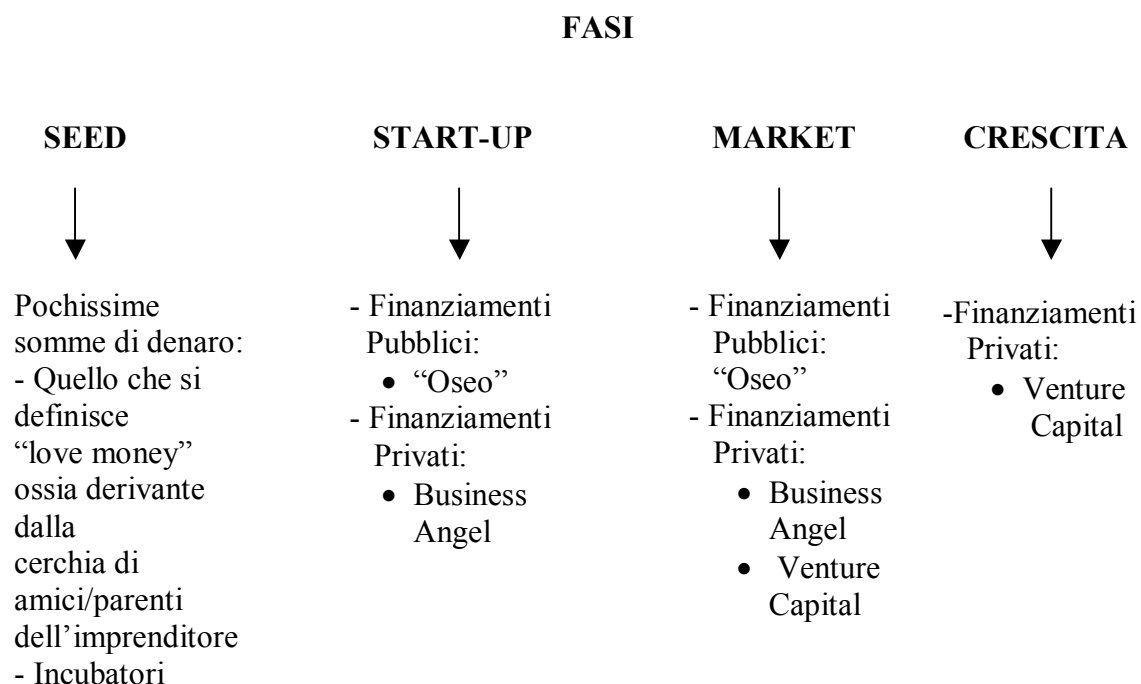 FASI
SEED
START-UP
MARKET
CRESCITA
Pochissime
somme di denaro:
- Quello che si
definisce
“love money”
ossia derivante
dalla
cerchia di
amici/parenti
dell’imprenditore
- Incubatori
- Finanziamenti
Pubblici:
• “Oseo”
- Finanziamenti
Privati:
• Business
Angel
- Finanziamenti
Pubblici:
“Oseo”
- Finanziamenti
Privati:
• Business
Angel
• Venture
Capital
-Finanziamenti
Privati:
• Venture
Capital